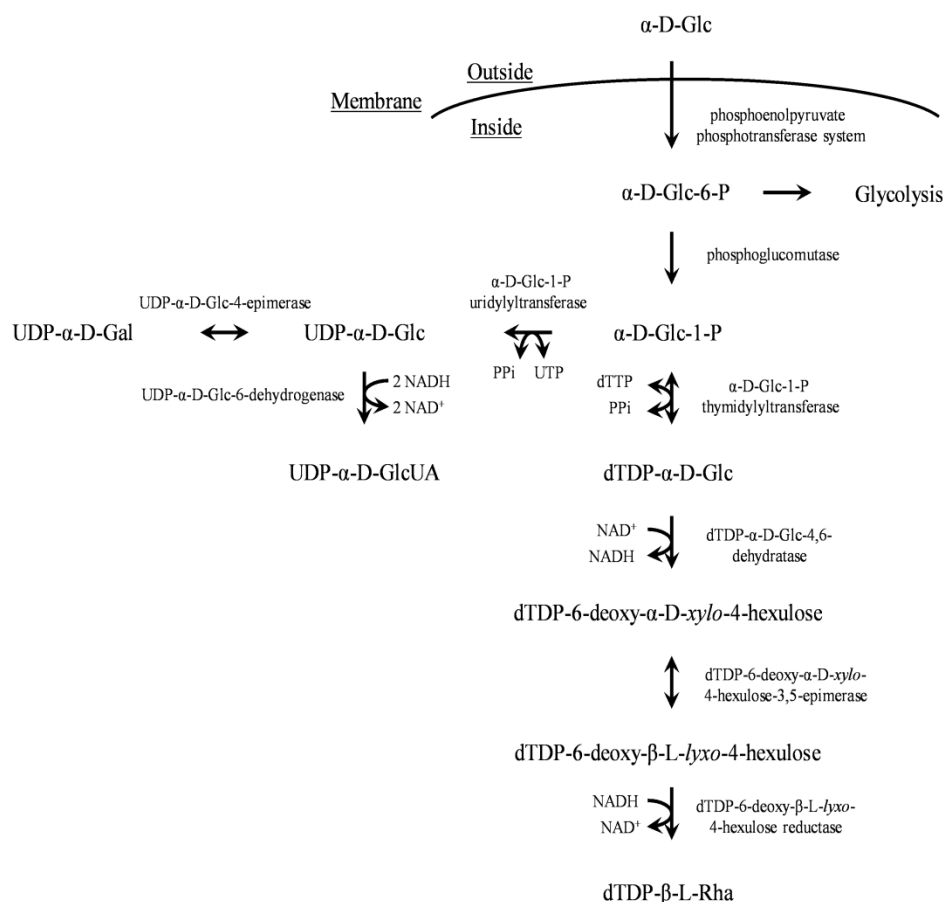 α-D-Glc
Outside
Membrane
Inside
phosphoenolpyruvate
phosphotransferase system
α-D-Glc-6-P
Glycolysis
phosphoglucomutase
UDP-α-D-Glc-4-epimerase
α-D-Glc-1-P
uridylyltransferase
UDP-α-D-Gal
UDP-α-D-Glc
α-D-Glc-1-P
PPi
UTP
UDP-α-D-Glc-6-dehydrogenase
2 NADH
2 NAD⁺
dTTP
PPi
α-D-Glc-1-P
thymidylyltransferase
UDP-α-D-GlcUA
dTDP-α-D-Glc
NAD⁺
NADH
dTDP-α-D-Glc-4,6-
dehydratase
dTDP-6-deoxy-α-D-xylo-4-hexulose
dTDP-6-deoxy-α-D-xylo-
4-hexulose-3,5-epimerase
dTDP-6-deoxy-β-L-lyxo-4-hexulose
NADH
NAD⁺
dTDP-6-deoxy-β-L-lyxo-
4-hexulose reductase
dTDP-β-L-Rha